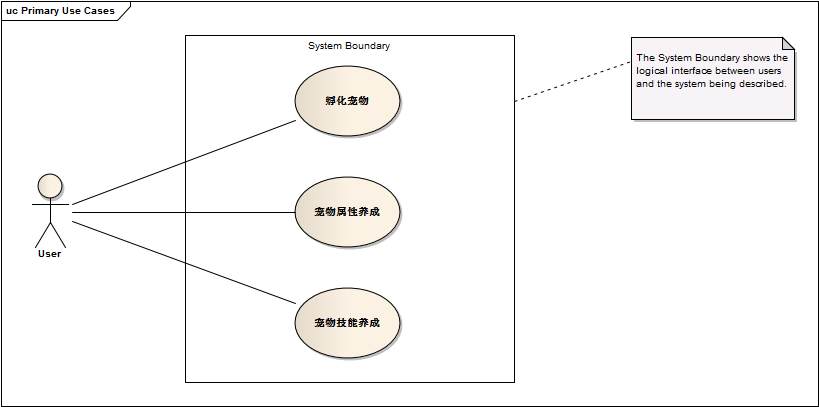 uc Primary Use Cases
System Boundary
孵化宠物
宠物属性养成
宠物技能养成
User
The System Boundary shows the
logical interface between users
and the system being described.